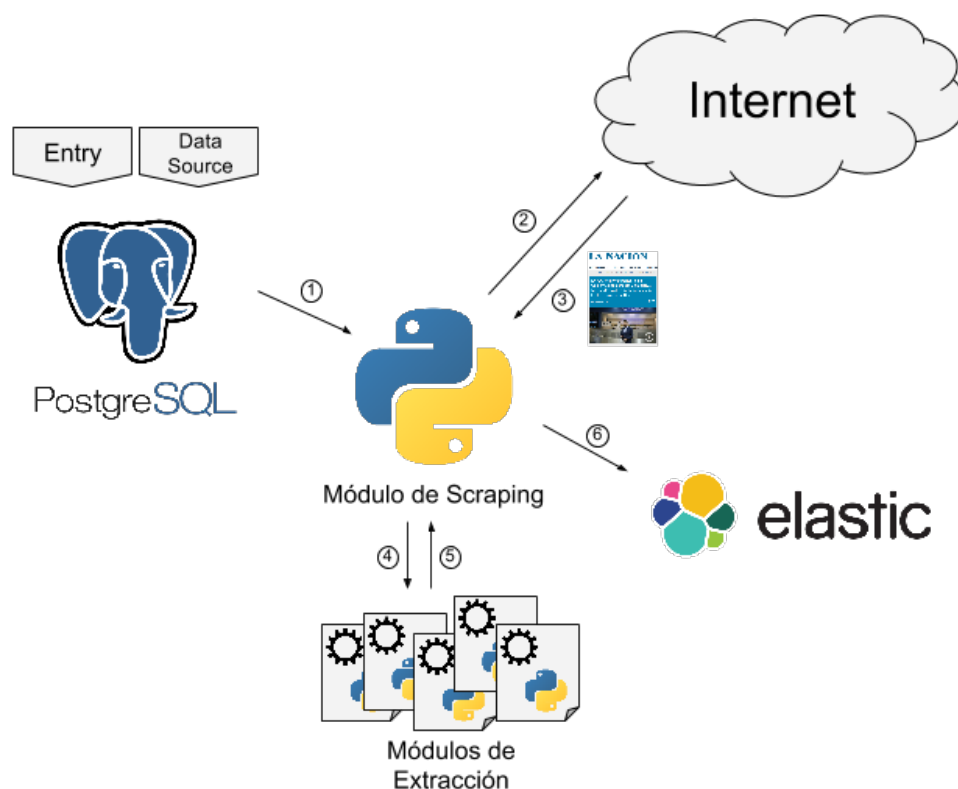 Internet
Entry
Data
Source
②
①
LA NACION
③
PostgreSQL
⑥
Módulo de Scraping
elastic
④
⑤
Módulos de
Extracción